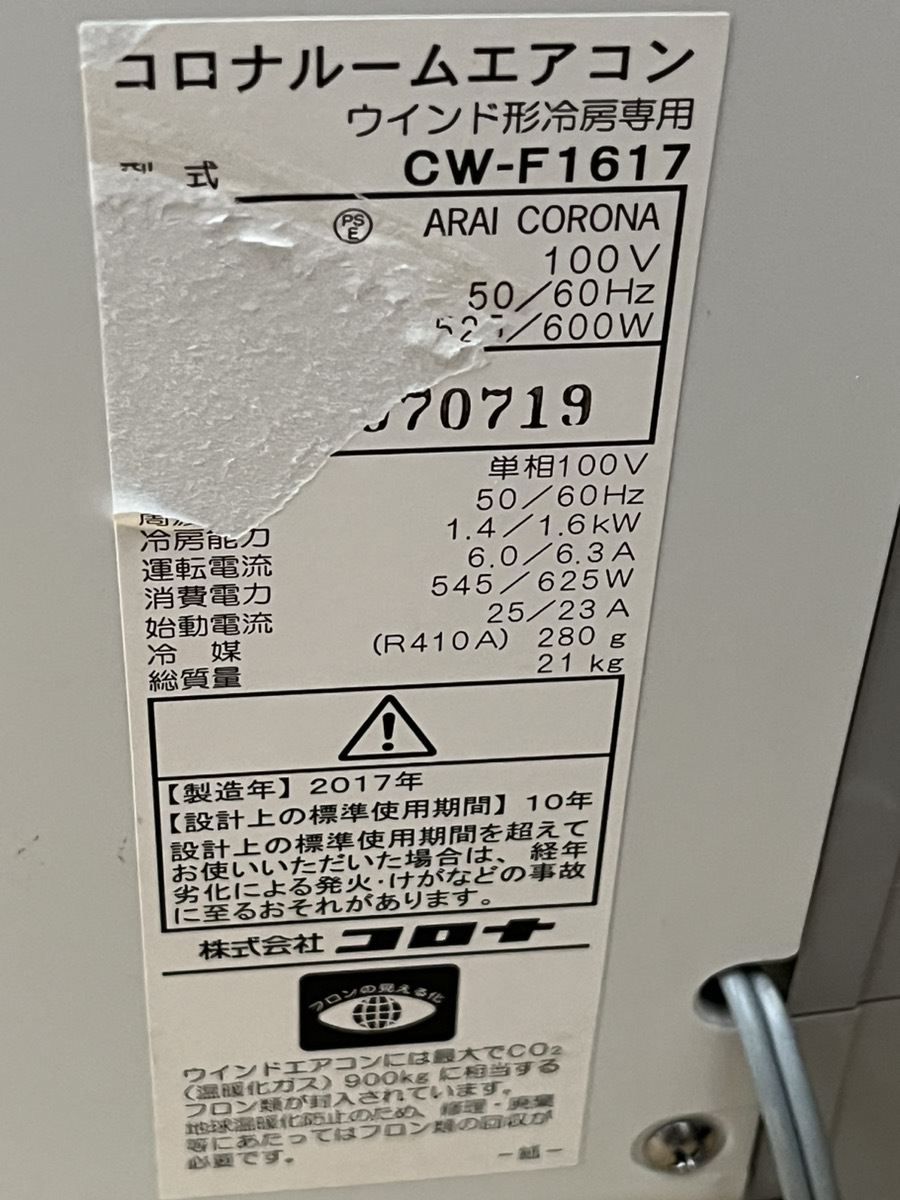 コロナルームエアコン
ウインド形冷房専用
式 CW-F1617
PS E ARAI CORONA
100V
50/60Hz
/600W
70719
単相100V
50/60Hz
冷房能力 1.4/1.6kW
運転電流 6.0/6.3A
消費電力 545/625W
始動電流 25/23A
冷 媒 (R410A) 280g
総質量 21kg
【製造年】2017年
【設計上の標準使用期間】10年
設計上の標準使用期間を超えて
お使いいただいた場合は、経年
劣化による発火・けがなどの事故
に至るおそれがあります。
株式会社 コロナ
フロンの見える化
ウインドエアコンには最大でCO₂
(温暖化ガス) 900kgに相当する
フロン類が封入されています。
地球温暖化防止のため、修理・廃棄
等にあたってはフロン類の回収が
必要です。